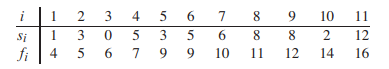 i 1 2 3 4 5 6 7 8 9 10 11
sᵢ 1 3 0 5 3 5 6 8 8 2 12
fᵢ 4 5 6 7 9 9 10 11 12 14 16